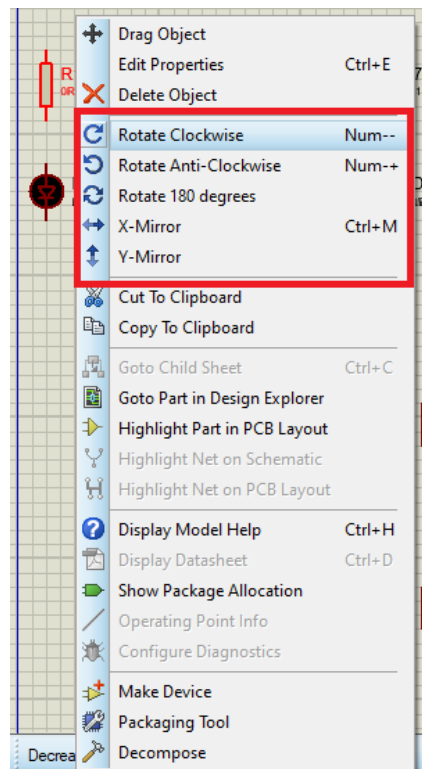 Drag Object
Edit Properties Ctrl+E
Delete Object
Rotate Clockwise Num--
Rotate Anti-Clockwise Num-+
Rotate 180 degrees
X-Mirror Ctrl+M
Y-Mirror
Cut To Clipboard
Copy To Clipboard
Goto Child Sheet Ctrl+C
Goto Part in Design Explorer
Highlight Part in PCB Layout
Highlight Net on Schematic
Highlight Net on PCB Layout
Display Model Help Ctrl+H
Display Datasheet Ctrl+D
Show Package Allocation
Operating Point Info
Configure Diagnostics
Make Device
Packaging Tool
Decompose